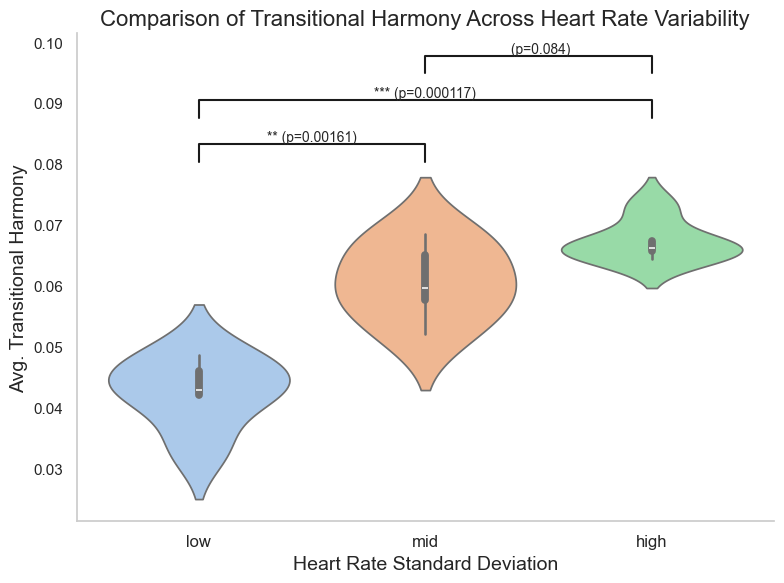 Comparison of Transitional Harmony Across Heart Rate Variability
0.10
(p=0.084)
*** (p=0.000117)
0.09
** (p=0.00161)
0.08
0.07
0.06
0.05
0.04
0.03
Avg. Transitional Harmony
low
mid
high
Heart Rate Standard Deviation